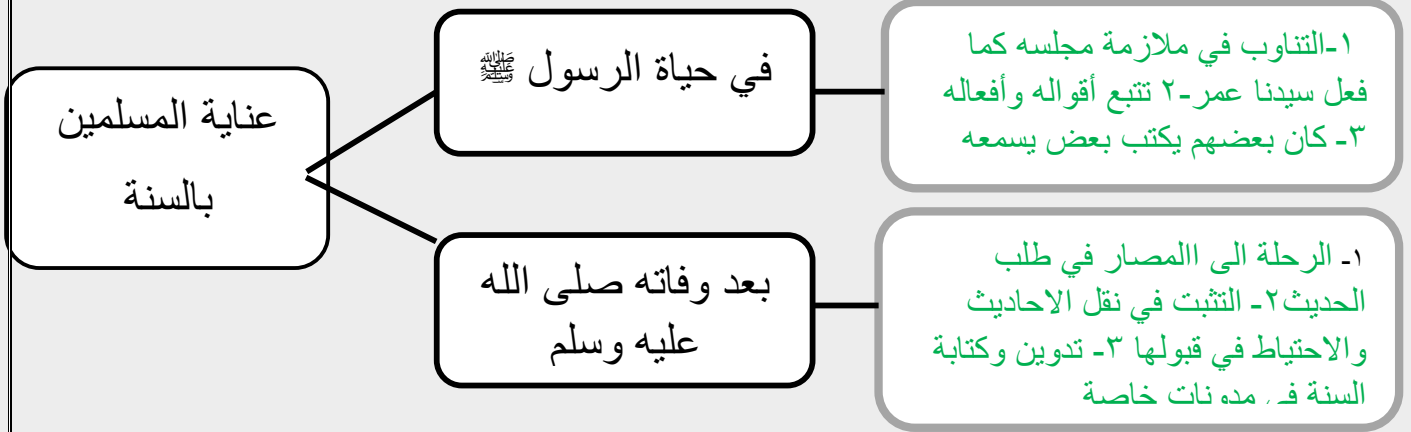 عناية المسلمين
بالسنة
في حياة الرسول ﷺ
١-التناوب في ملازمة مجلسه كما
فعل سيدنا عمر-٢ تتبع أقواله وأفعاله
٣- كان بعضهم يكتب بعض يسمعه
بعد وفاته صلى الله
عليه وسلم
١- الرحلة الى االمصار في طلب
الحديث٢- التثبت في نقل الاحاديث
والاحتياط في قبولها ٣- تدوين وكتابة
السنة في مدونات خاصة